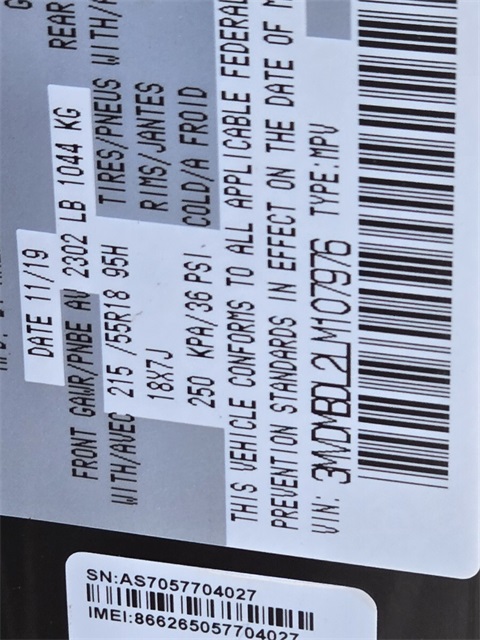 DATE 11/19
FRONT GAWR/PNBE AV 2302 LB 1044 KG REAR
WITH/AVEC 215 /55R18 95H TIRES/PNEUS WITH/A
18X7J RIMS/JANTES
250 KPA/36 PSI. COLD/A FROID
THIS VEHICLE CONFORMS TO ALL APPLICABLE FEDERAL
PREVENTION STANDARDS IN EFFECT ON THE DATE OF M
VIN: 3MVDMBDL2LM107976 TYPE:MPV
SN:AS7057704027
IMEI:866265057704027